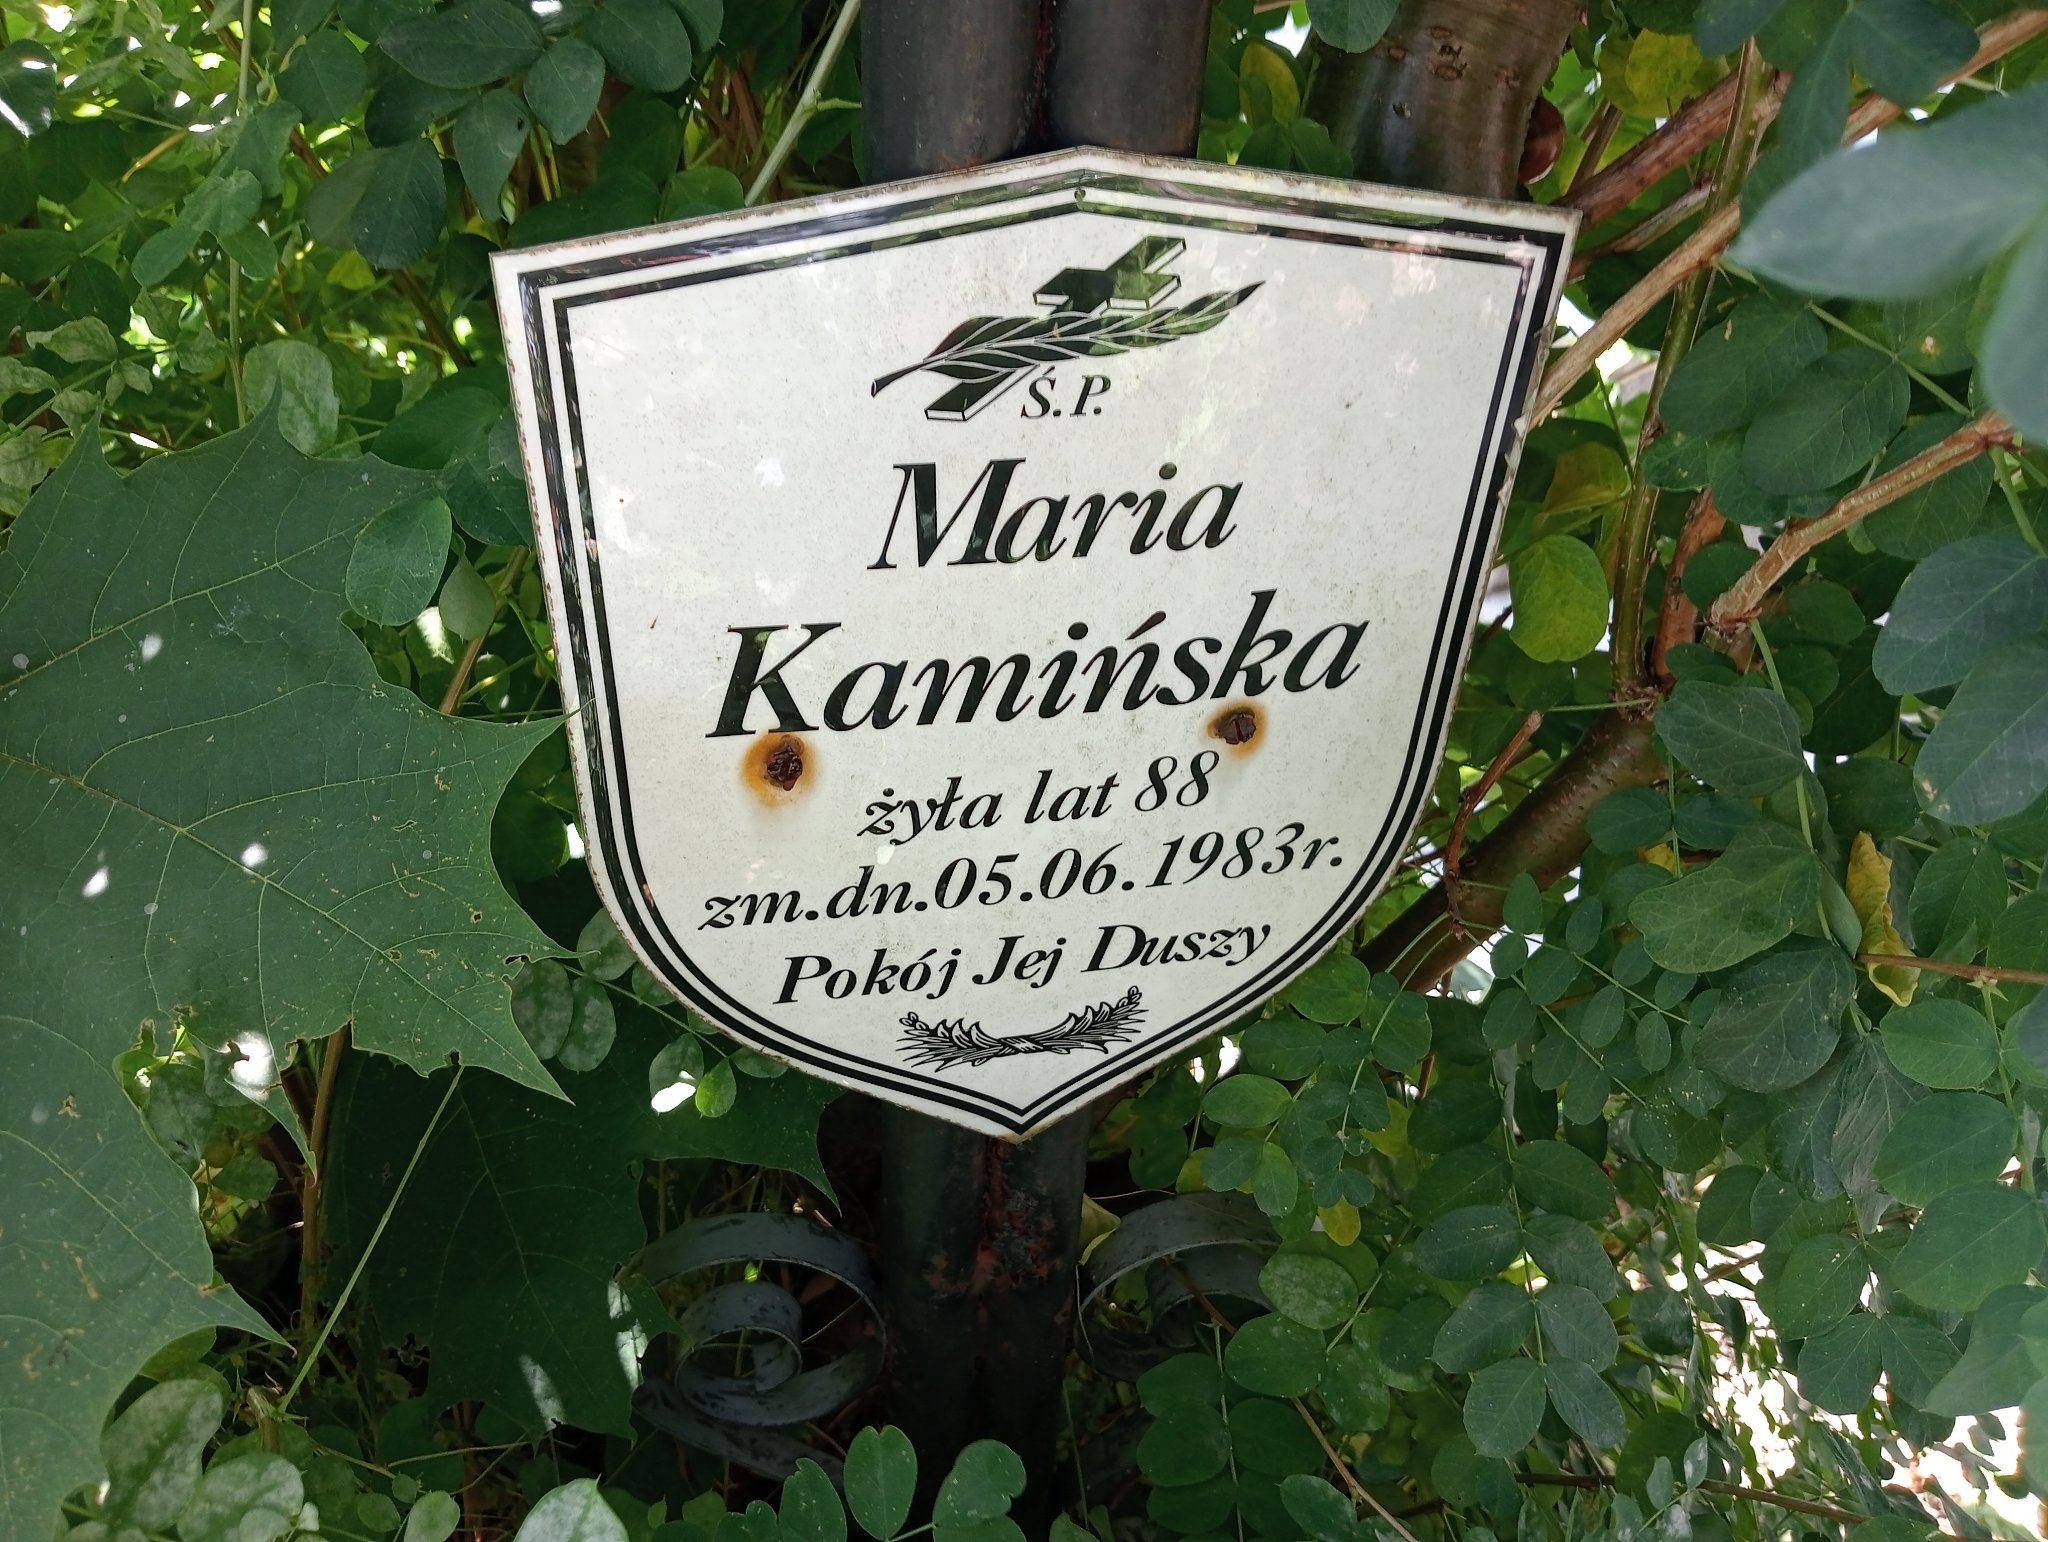 Ś.P.
Maria
Kamińska
żyła lat 88
zm.dn.05.06.1983r.
Pokój Jej Duszy